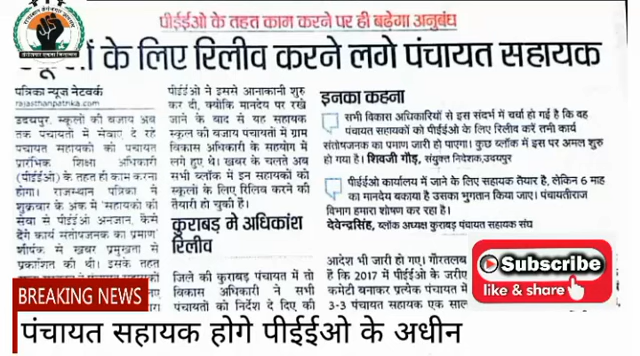 पीईईओ के तहत काम करने पर ही बढ़ेगा अनुबंध
के लिए रिलीव करने लगे पंचायत सहायक
पत्रिका न्यूज नेटवर्क
rajasthanpatrika.com
उदयपुर. स्कूलों की बजाय अब
तक पंचायतों में सेवाए दे रहे
पंचायत सहायकों को पंचायत
प्रारंभिक शिक्षा अधिकारी
(पीईईओ) के तहत ही काम करना
होगा। राजस्थान पत्रिका ने
शुक्रवार के अंक में 'सहायकों की
सेवा से पीईईओ अनजान, कैसे
देंगे कार्य संतोषजनक का प्रमाण'
शीर्षक से खबर प्रमुखता से
प्रकाशित की थी। इसके तहत
पीईईओ ने इससे आनाकानी शुरु
कर दी, क्योंकि मानदेय पर रखे
जाने के बाद से यह सहायक
स्कूल की बजाय पंचायतों में ग्राम
विकास अधिकारी के सहयोग में
लगे हुए थे। खबर के चलते अब
सभी ब्लॉक में इन सहायकों को
स्कूलों के लिए रिलीव करने की
तैयारी हो चुकी है।
कुराबड़ मे अधिकांश
रिलीव
जिले की कुराबड़ पंचायत में तो
विकास अधिकारी ने सभी
पंचायतों को निर्देश दे दिए की
इनका कहना
सभी विकास अधिकारियों से इस संदर्भ में चर्चा हो गई है कि वह
पंचायत सहायकों को पीईईओ के लिए रिलीव करें तभी कार्य
संतोषजनक का प्रमाण जारी हो पाएगा। कुछ ब्लॉक में इस पर अमल शुरु
हो गया है। शिवजी गौड़, संयुक्त निदेशक,उदयपुर
पीईईओ कार्यालय में जाने के लिए सहायक तैयार है, लेकिन 6 माह
का मानदेय बकाया है उसका भुगतान किया जाए। पंचायतीराज
विभाग हमारा शोषण कर रहा है।
देवेन्द्रसिंह, ब्लॉक अध्यक्ष कुराबड़ पंचायत सहायक संघ
आदेश भी जारी हो गए। गौरतलब
है कि 2017 में पीईईओ के जरीए
कमेटी बनाकर प्रत्येक पंचायत में
3-3 पंचायत सहायक एक साल
Subscribe
like & share
BREAKING NEWS
पंचायत सहायक होगे पीईईओ के अधीन